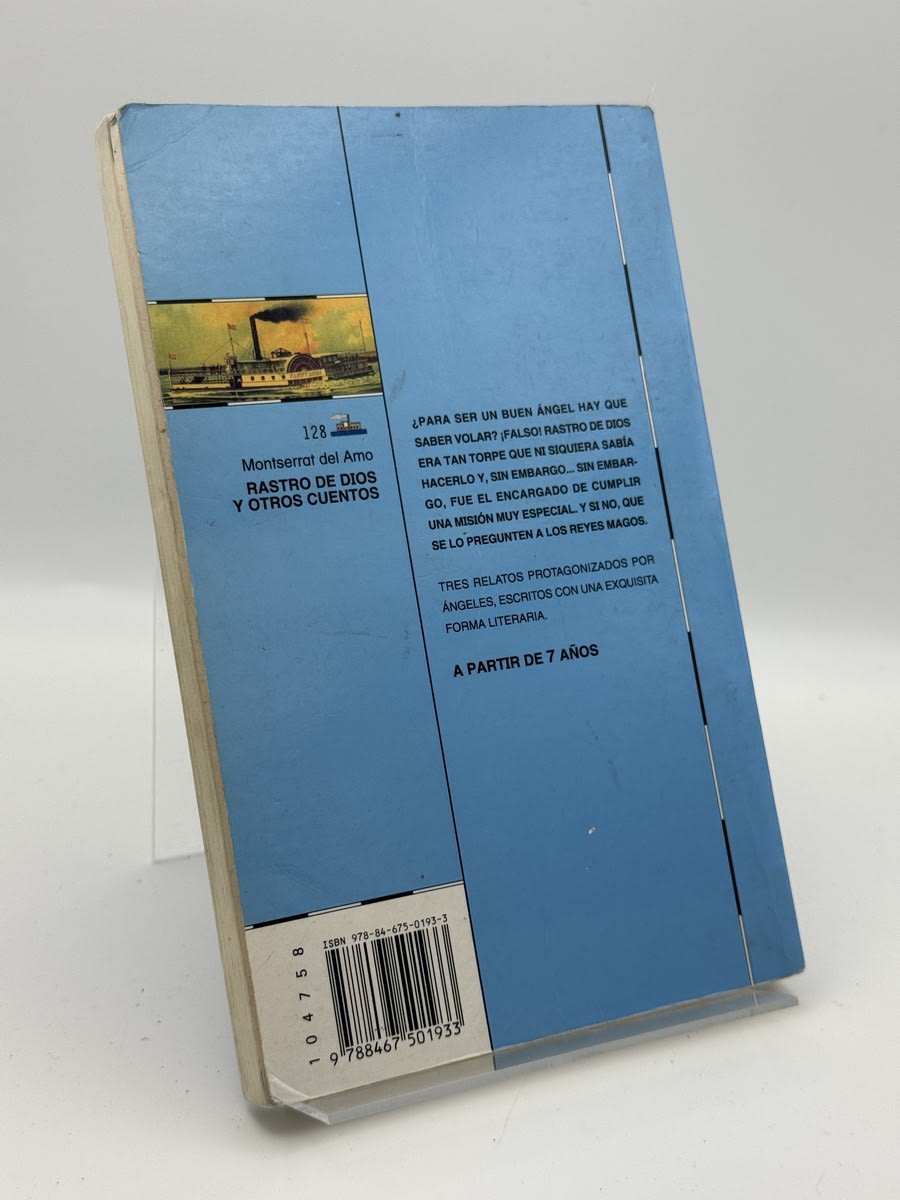 128
Montserrat del Amo
RASTRO DE DIOS
Y OTROS CUENTOS
¿PARA SER UN BUEN ÁNGEL HAY QUE
SABER VOLAR? ¡FALSO! RASTRO DE DIOS
ERA TAN TORPE QUE NI SIQUIERA SABÍA
HACERLO Y, SIN EMBARGO... SIN EMBAR-
GO, FUE EL ENCARGADO DE CUMPLIR
UNA MISIÓN MUY ESPECIAL. Y SI NO, QUE
SE LO PREGUNTEN A LOS REYES MAGOS.
TRES RELATOS PROTAGONIZADOS POR
ÁNGELES, ESCRITOS CON UNA EXQUISITA
FORMA LITERARIA.
A PARTIR DE 7 AÑOS
104758
ISBN 978-84-675-0193-3
9 788467 501933